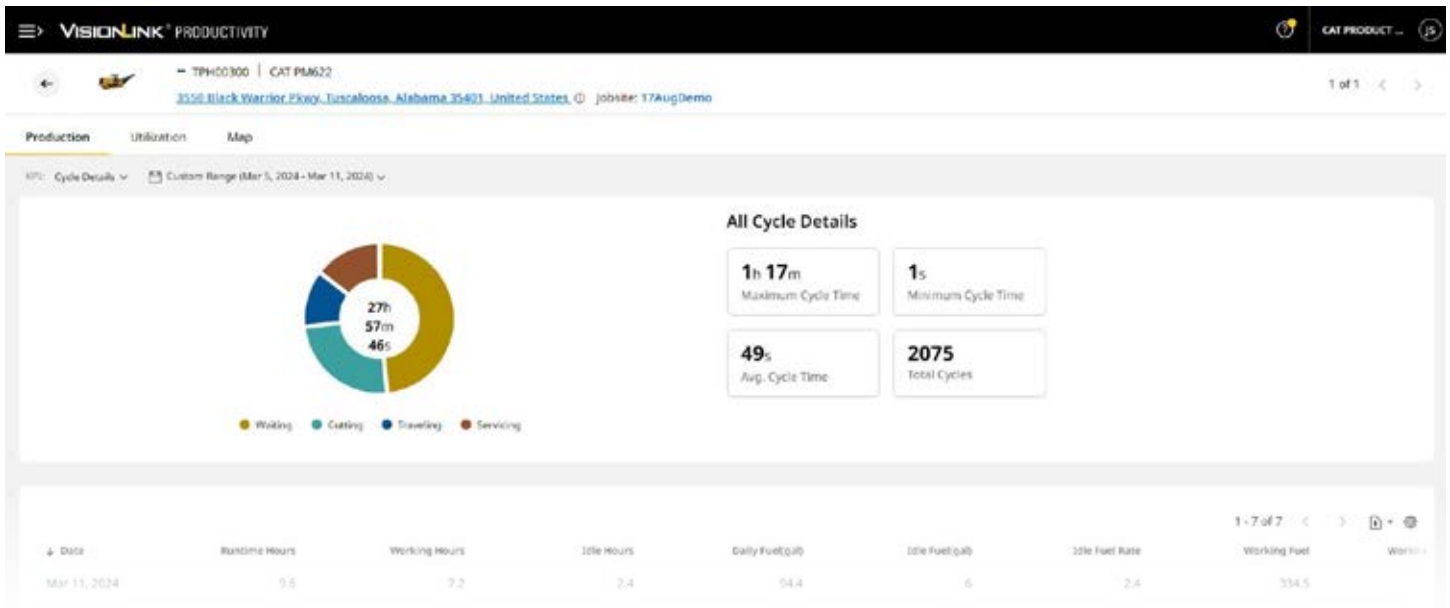 VISIONLINK® PRODUCTIVITY
CAT PRODUCT ... JS
– TPH00300 | CAT PM622
3550 Black Warrior Pkwy, Tuscaloosa, Alabama 35401, United States Jobsite: 17AugDemo
1 of 1
Production Utilization Map
KPI: Cycle Details Custom Range (Mar 5, 2024 - Mar 11, 2024)
All Cycle Details
27h
57m
46s
1h 17m 1s
Maximum Cycle Time Minimum Cycle Time
49s 2075
Avg. Cycle Time Total Cycles
Waiting Cutting Traveling Servicing
1 - 7 of 7
Date Runtime Hours Working Hours Idle Hours Daily Fuel(gal) Idle Fuel(gal) Idle Fuel Rate Working Fuel
Mar 11, 2024 9.6 7.2 2.4 94.4 6 2.4 334.5